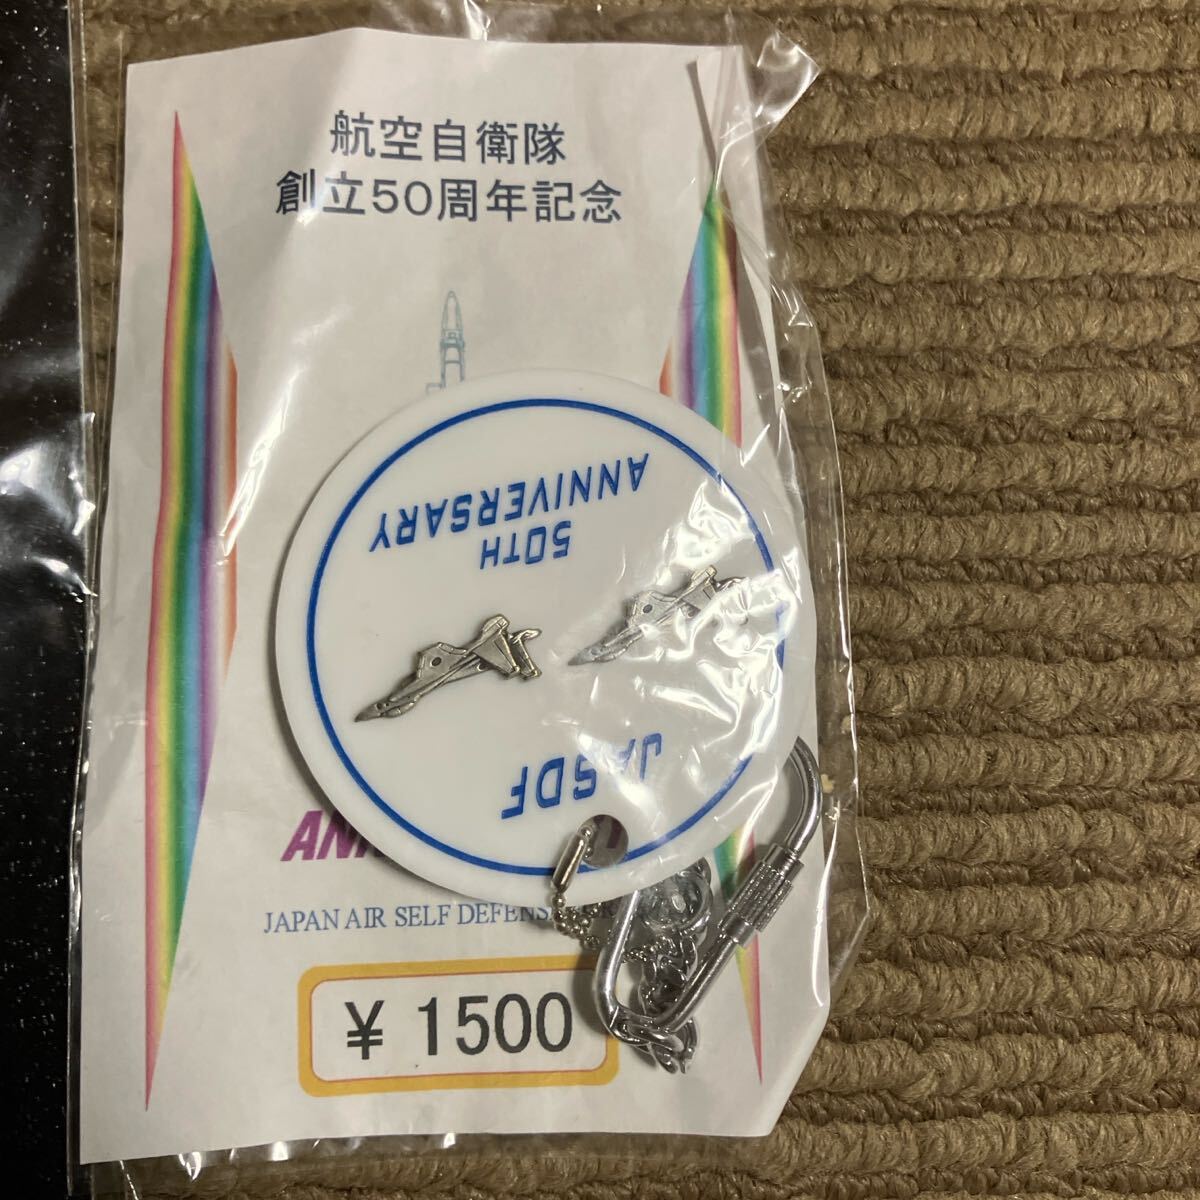 航空自衛隊
創立50周年記念
50TH
ANNIVERSARY
JASDF
JAPAN AIR SELF DEFENSE
¥ 1500